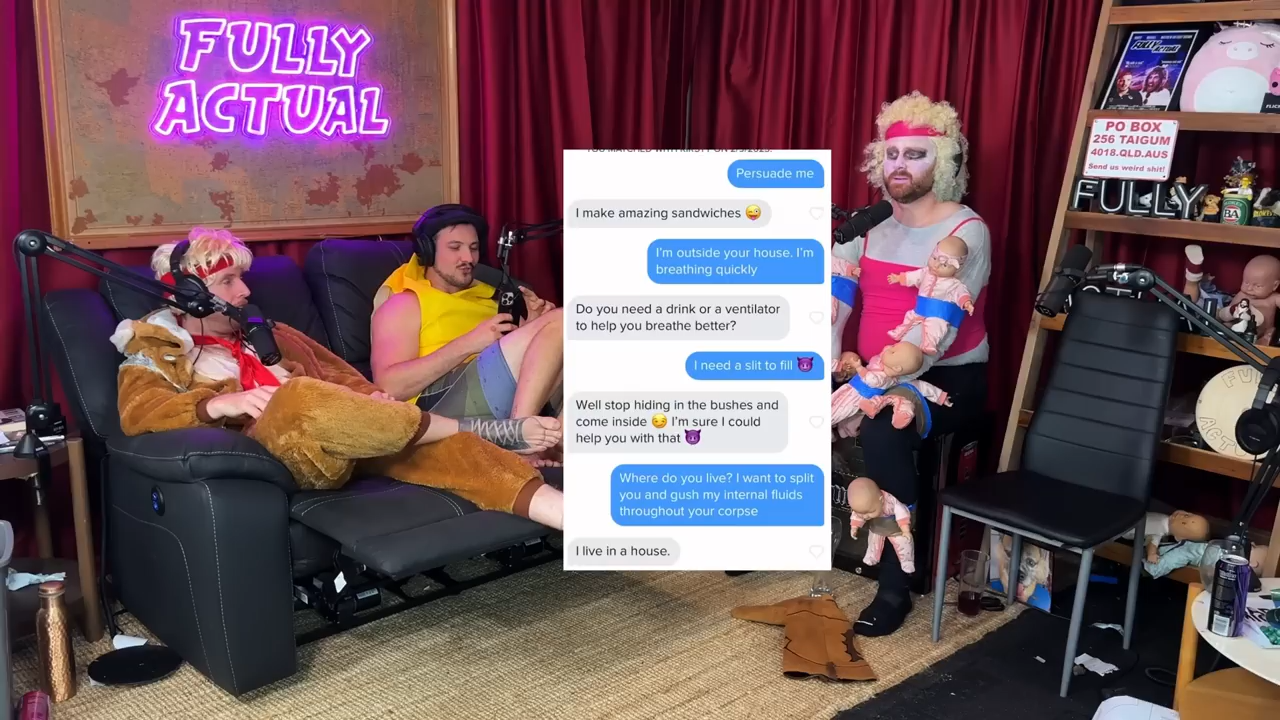 FULLY
ACTUAL
Persuade me
I make amazing sandwiches 😜
I'm outside your house. I'm
breathing quickly
Do you need a drink or a ventilator
to help you breathe better?
I need a slit to fill 😈
Well stop hiding in the bushes and
come inside 😏 I'm sure I could
help you with that 😈
Where do you live? I want to split
you and gush my internal fluids
throughout your corpse
I live in a house.
PO BOX
256 TAIGUM
4018.QLD.AUS
Send us weird shit!
FULLY